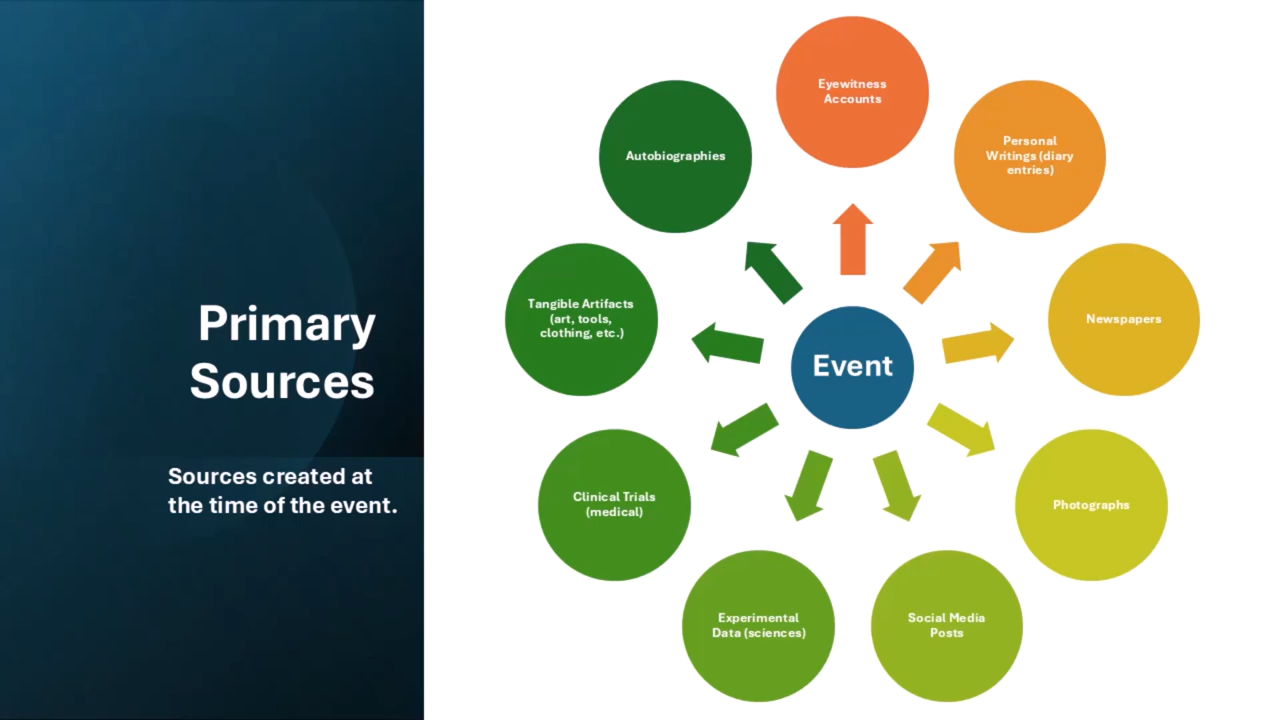 Primary
Sources
Sources created at
the time of the event.
Event
Eyewitness
Accounts
Personal
Writings (diary
entries)
Newspapers
Photographs
Social Media
Posts
Experimental
Data (sciences)
Clinical Trials
(medical)
Tangible Artifacts
(art, tools,
clothing, etc.)
Autobiographies